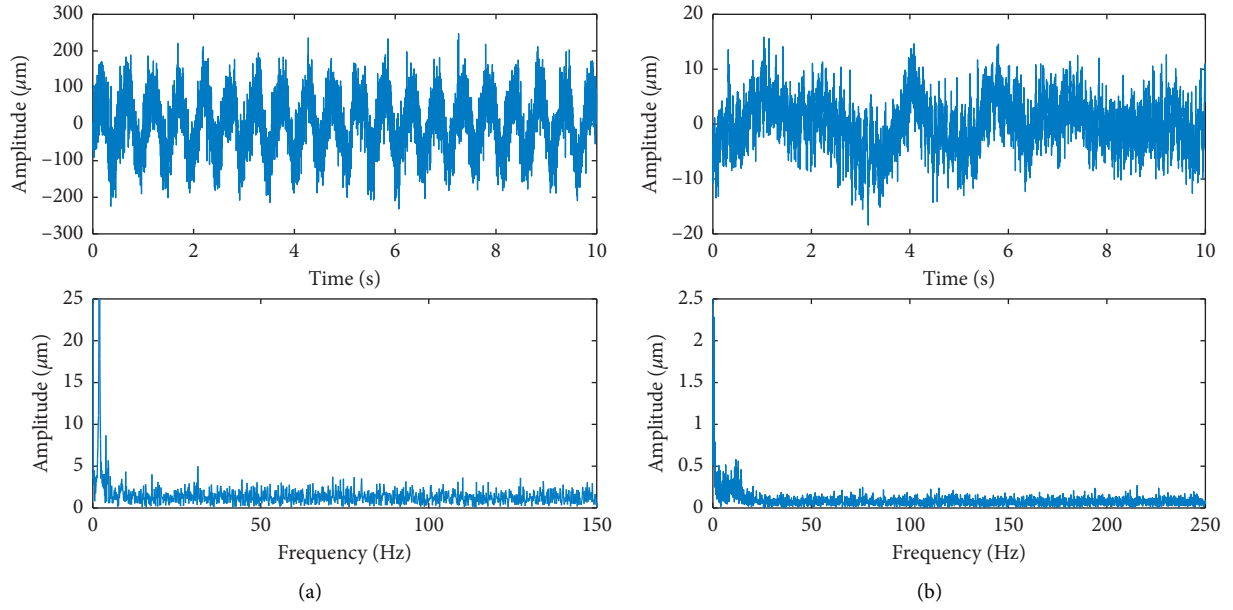 300
200
100
0
–100
–200
–300
Amplitude (μm)
0 2 4 6 8 10
Time (s)
20
10
0
–10
–20
Amplitude (μm)
0 2 4 6 8 10
Time (s)
25
20
15
10
5
0
Amplitude (μm)
0 50 100 150
Frequency (Hz)
(a)
2.5
2
1.5
1
0.5
0
Amplitude (μm)
0 50 100 150 200 250
Frequency (Hz)
(b)